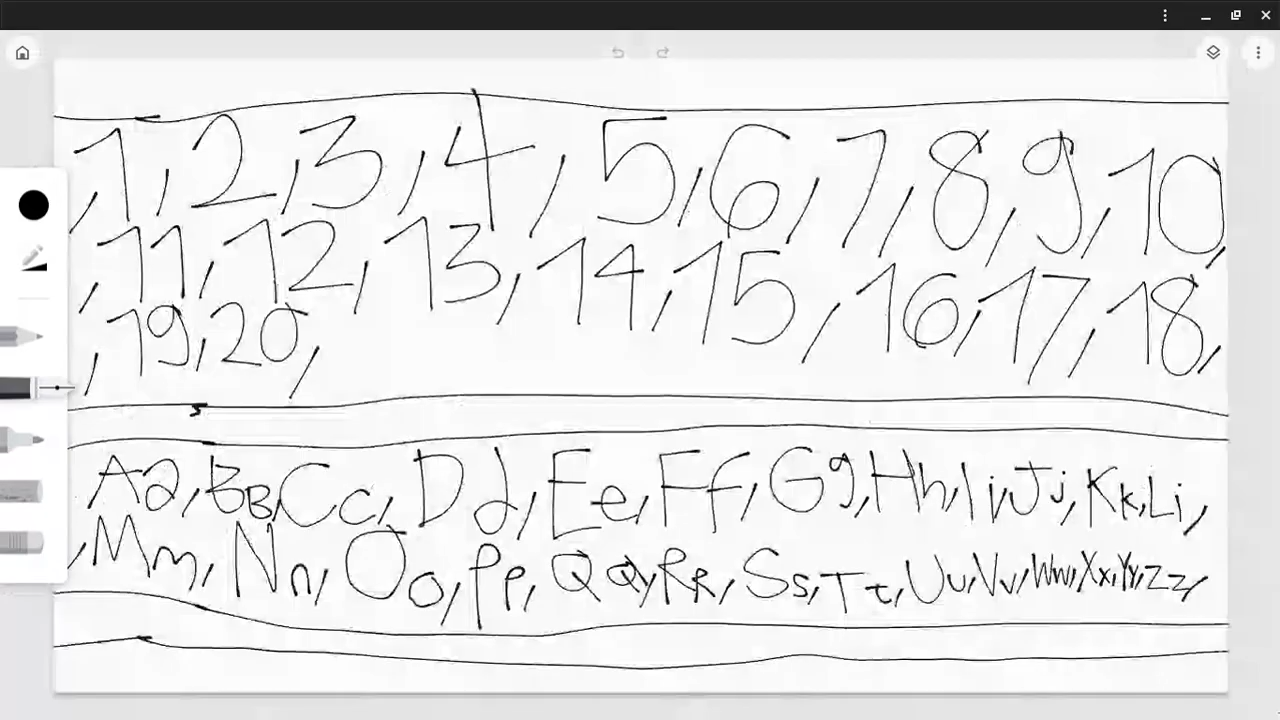 ,1,2,3,4,5,6,7,8,9,10,
,11,12,13,14,15,16,17,18,
,19,20,
Aa,BB,Cc,Dd,Ee,Ff,Gg,Hh,Ii,Jj,Kk,Li,
,Mm,Nn,Oo,Pp,QQ,RR,Ss,Tt,Uu,Vv,Ww,Xx,Yy,Zz,